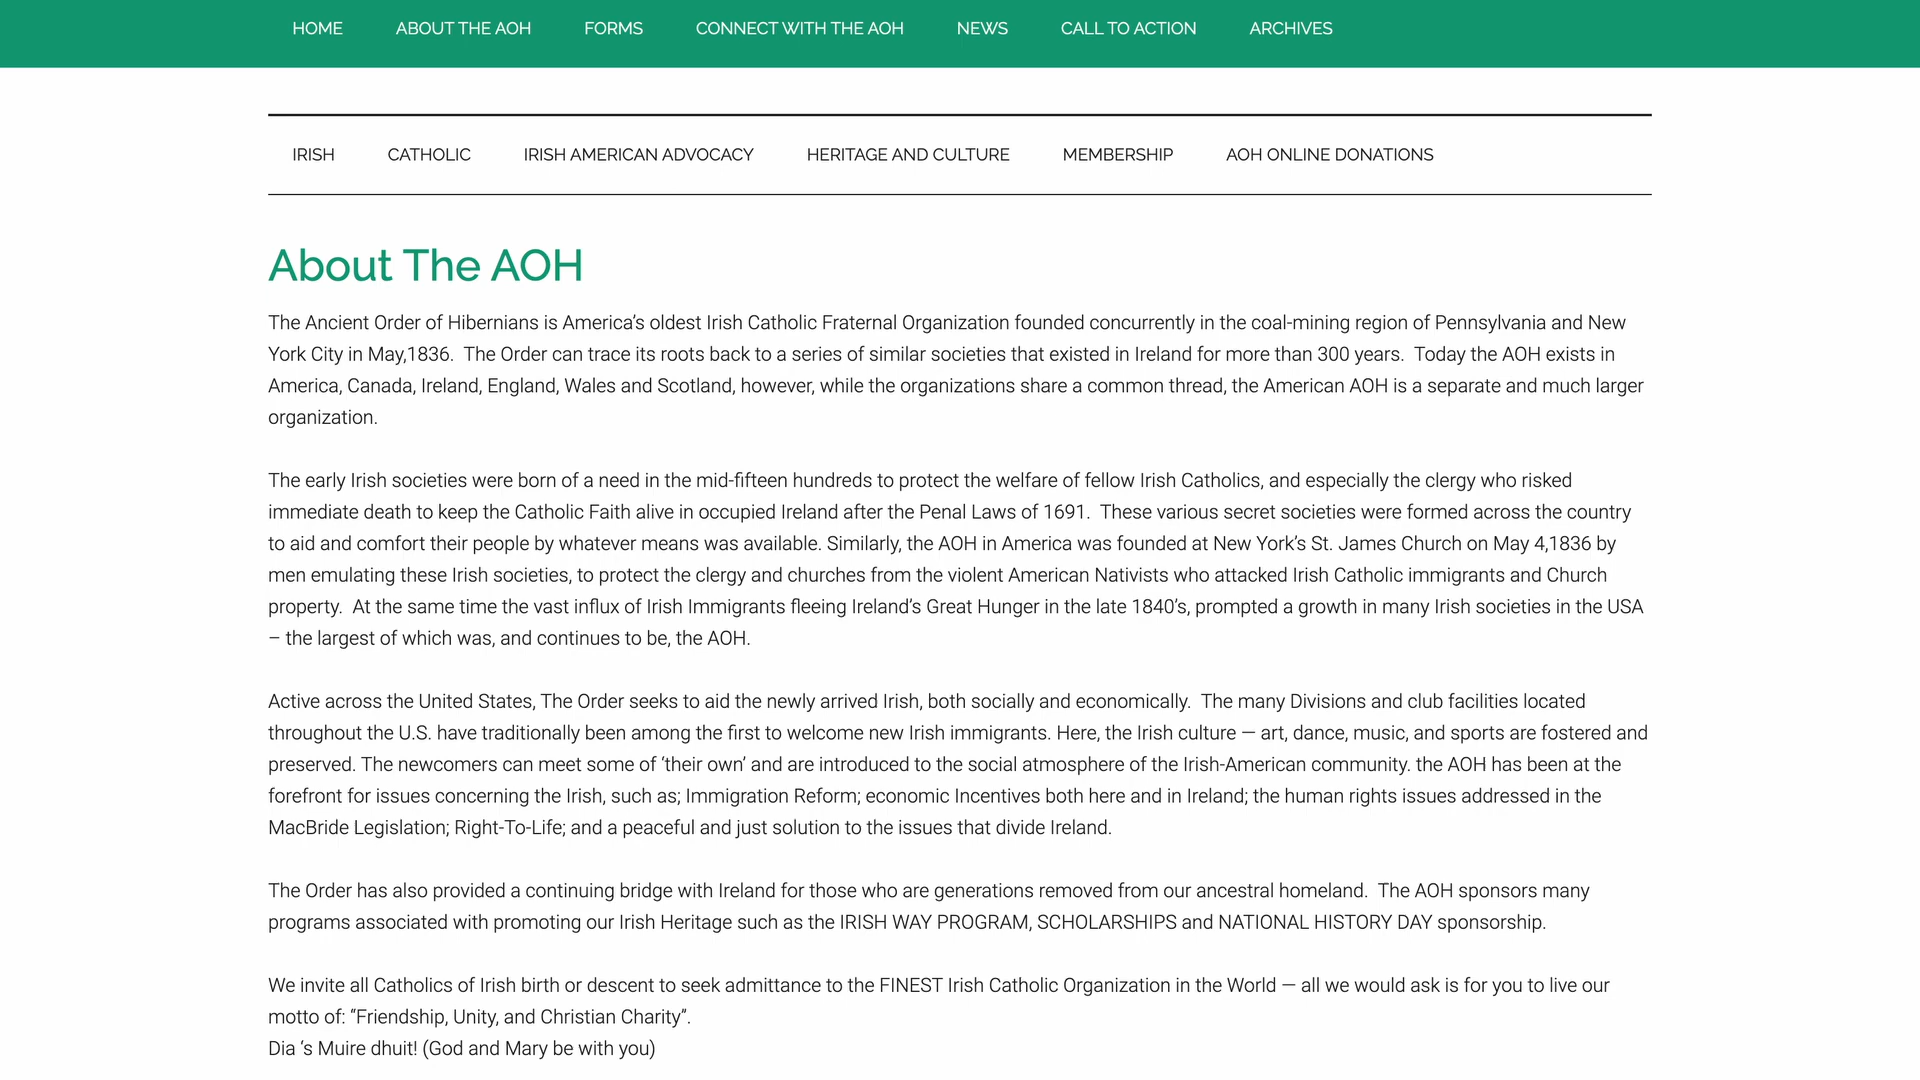 HOME ABOUT THE AOH FORMS CONNECT WITH THE AOH NEWS CALL TO ACTION ARCHIVES
IRISH CATHOLIC IRISH AMERICAN ADVOCACY HERITAGE AND CULTURE MEMBERSHIP AOH ONLINE DONATIONS
About The AOH
The Ancient Order of Hibernians is America’s oldest Irish Catholic Fraternal Organization founded concurrently in the coal-mining region of Pennsylvania and New
York City in May,1836.  The Order can trace its roots back to a series of similar societies that existed in Ireland for more than 300 years.  Today the AOH exists in
America, Canada, Ireland, England, Wales and Scotland, however, while the organizations share a common thread, the American AOH is a separate and much larger
organization.
The early Irish societies were born of a need in the mid-fifteen hundreds to protect the welfare of fellow Irish Catholics, and especially the clergy who risked
immediate death to keep the Catholic Faith alive in occupied Ireland after the Penal Laws of 1691.  These various secret societies were formed across the country
to aid and comfort their people by whatever means was available. Similarly, the AOH in America was founded at New York’s St. James Church on May 4,1836 by
men emulating these Irish societies, to protect the clergy and churches from the violent American Nativists who attacked Irish Catholic immigrants and Church
property.  At the same time the vast influx of Irish Immigrants fleeing Ireland’s Great Hunger in the late 1840’s, prompted a growth in many Irish societies in the USA
– the largest of which was, and continues to be, the AOH.
Active across the United States, The Order seeks to aid the newly arrived Irish, both socially and economically.  The many Divisions and club facilities located
throughout the U.S. have traditionally been among the first to welcome new Irish immigrants. Here, the Irish culture — art, dance, music, and sports are fostered and
preserved. The newcomers can meet some of ‘their own’ and are introduced to the social atmosphere of the Irish-American community. the AOH has been at the
forefront for issues concerning the Irish, such as; Immigration Reform; economic Incentives both here and in Ireland; the human rights issues addressed in the
MacBride Legislation; Right-To-Life; and a peaceful and just solution to the issues that divide Ireland.
The Order has also provided a continuing bridge with Ireland for those who are generations removed from our ancestral homeland.  The AOH sponsors many
programs associated with promoting our Irish Heritage such as the IRISH WAY PROGRAM, SCHOLARSHIPS and NATIONAL HISTORY DAY sponsorship.
We invite all Catholics of Irish birth or descent to seek admittance to the FINEST Irish Catholic Organization in the World — all we would ask is for you to live our
motto of: “Friendship, Unity, and Christian Charity”.
Dia ‘s Muire dhuit! (God and Mary be with you)